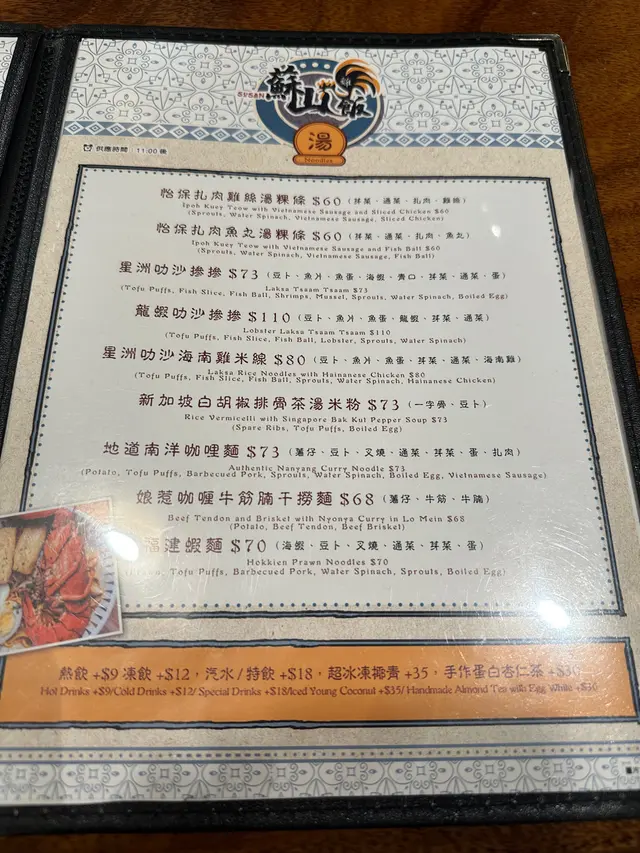 SUSAN 蘇山飯
湯
Noodles
供應時間 11:00後
怡保扎肉雞絲湯粿條 $60 (芽菜、通菜、扎肉、雞絲)
Ipoh Kuey Teow with Vietnamese Sausage and Sliced Chicken $60
(Sprouts, Water Spinach, Vietnamese Sausage, Sliced Chicken)
怡保扎肉魚丸湯粿條 $60 (芽菜、通菜、扎肉、魚丸)
Ipoh Kuey Teow with Vietnamese Sausage and Fish Ball $60
(Sprouts, Water Spinach, Vietnamese Sausage, Fish Ball)
星洲叻沙摻摻 $73 (豆卜、魚片、魚蛋、海蝦、青口、芽菜、通菜、蛋)
Laksa Tsaam Tsaam $73
(Tofu Puffs, Fish Slice, Fish Ball, Shrimps, Mussel, Sprouts, Water Spinach, Boiled Egg)
龍蝦叻沙摻摻 $110 (豆卜、魚片、魚蛋、龍蝦、芽菜、通菜)
Lobster Laksa Tsaam Tsaam $110
(Tofu Puffs, Fish Slice, Fish Ball, Lobster, Sprouts, Water Spinach)
星洲叻沙海南雞米線 $80 (豆卜、魚片、魚蛋、芽菜、通菜、海南雞)
Laksa Rice Noodles with Hainanese Chicken $80
(Tofu Puffs, Fish Slice, Fish Ball, Sprouts, Water Spinach, Hainanese Chicken)
新加坡白胡椒排骨茶湯米粉 $73 (一字骨、豆卜)
Rice Vermicelli with Singapore Bak Kut Pepper Soup $73
(Spare Ribs, Tofu Puffs, Boiled Egg)
地道南洋咖哩麵 $73 (薯仔、豆卜、叉燒、通菜、芽菜、蛋、扎肉)
Authentic Nanyang Curry Noodle $73
(Potato, Tofu Puffs, Barbecued Pork, Sprouts, Water Spinach, Boiled Egg, Vietnamese Sausage)
娘惹咖喱牛筋腩干撈麵 $68 (薯仔、牛筋、牛腩)
Beef Tendon and Brisket with Nyonya Curry in Lo Mein $68
(Potato, Beef Tendon, Beef Brisket)
福建蝦麵 $70 (海蝦、豆卜、叉燒、通菜、芽菜、蛋)
Hokkien Prawn Noodles $70
Tofu Puffs, Barbecued Pork, Water Spinach, Sprouts, Boiled Egg)
熱飲 +$9 凍飲 +$12，汽水/特飲 +$18，超冰凍椰青 +35，手作蛋白杏仁茶 +$30
Hot Drinks +$9/Cold Drinks +$12/ Special Drinks +$18/Iced Young Coconut +$35/ Handmade Almond Tea with Egg White +$30